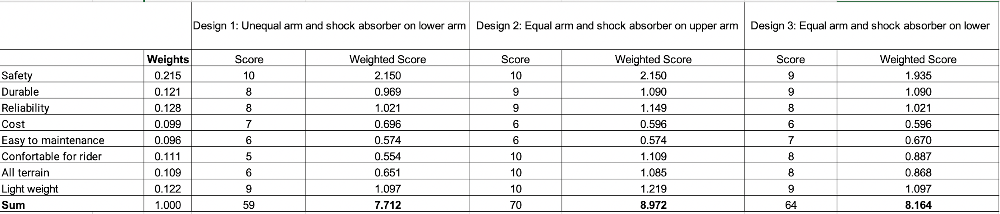 Design 1: Unequal arm and shock absorber on lower arm Design 2: Equal arm and shock absorber on upper arm Design 3: Equal arm and shock absorber on lower
Weights Score Weighted Score Score Weighted Score Score Weighted Score
Safety 0.215 10 2.150 10 2.150 9 1.935
Durable 0.121 8 0.969 9 1.090 9 1.090
Reliability 0.128 8 1.021 9 1.149 8 1.021
Cost 0.099 7 0.696 6 0.596 6 0.596
Easy to maintenance 0.096 6 0.574 6 0.574 7 0.670
Confortable for rider 0.111 5 0.554 10 1.109 8 0.887
All terrain 0.109 6 0.651 10 1.085 8 0.868
Light weight 0.122 9 1.097 10 1.219 9 1.097
Sum 1.000 59 7.712 70 8.972 64 8.164